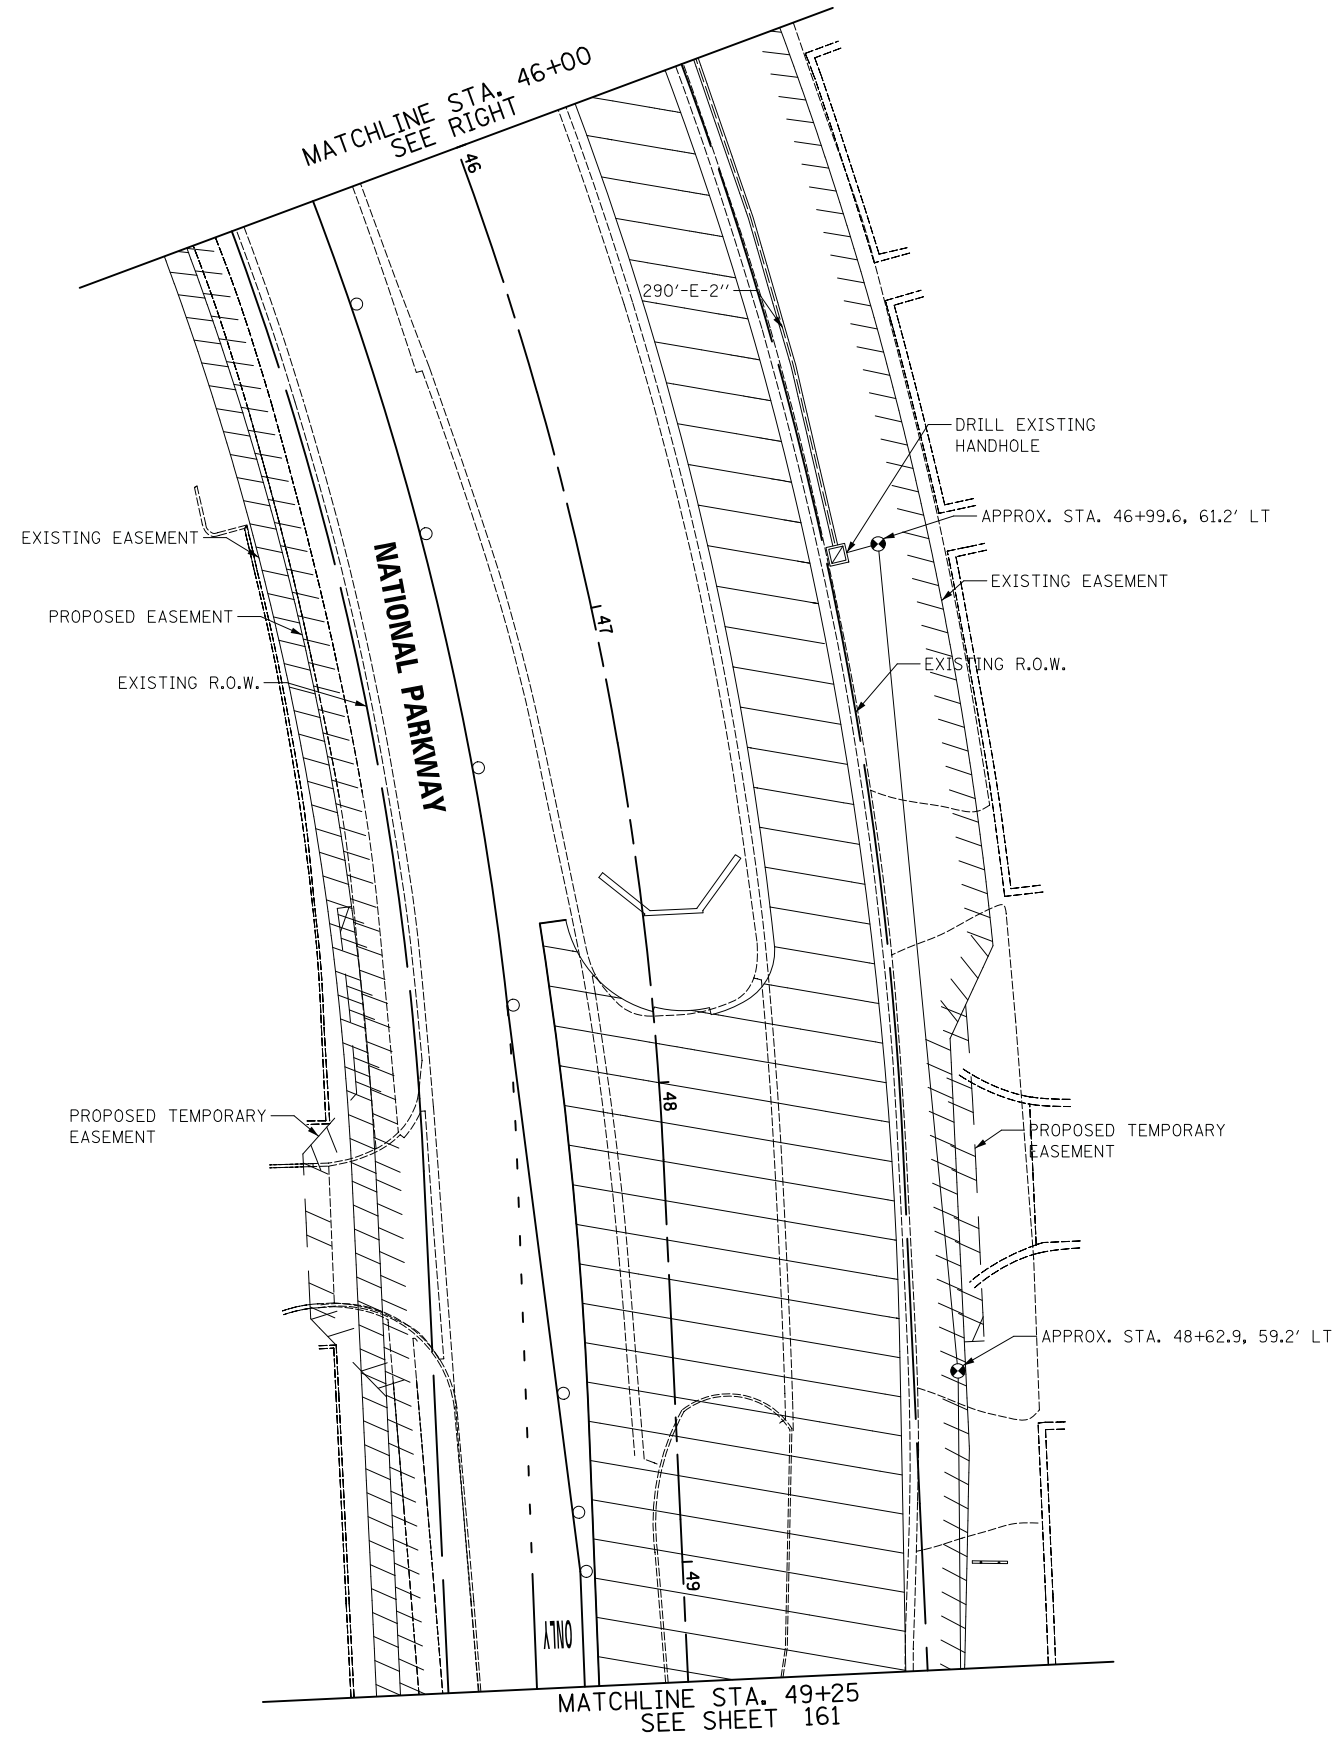 MATCHLINE STA. 46+00
SEE RIGHT
46
290'-E-2"
DRILL EXISTING
HANDHOLE
APPROX. STA. 46+99.6, 61.2' LT
EXISTING EASEMENT
EXISTING EASEMENT
PROPOSED EASEMENT
47
EXISTING R.O.W.
EXISTING R.O.W.
NATIONAL PARKWAY
48
PROPOSED TEMPORARY
EASEMENT
PROPOSED TEMPORARY
EASEMENT
APPROX. STA. 48+62.9, 59.2' LT
49
ONLY
MATCHLINE STA. 49+25
SEE SHEET 161